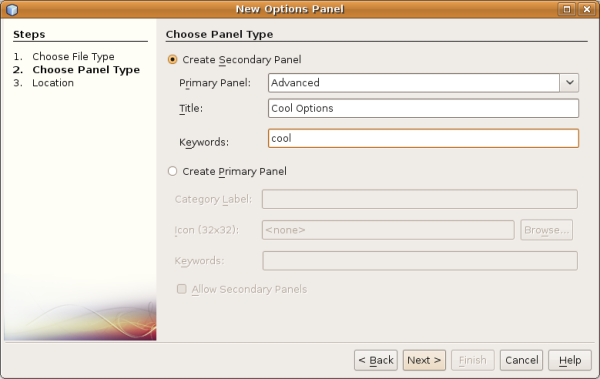 New Options Panel
Steps
1. Choose File Type
2. Choose Panel Type
3. Location
Choose Panel Type
Create Secondary Panel
Primary Panel: Advanced
Title: Cool Options
Keywords: cool
Create Primary Panel
Category Label:
Icon (32x32): <none> Browse...
Keywords:
Allow Secondary Panels
< Back Next > Finish Cancel Help